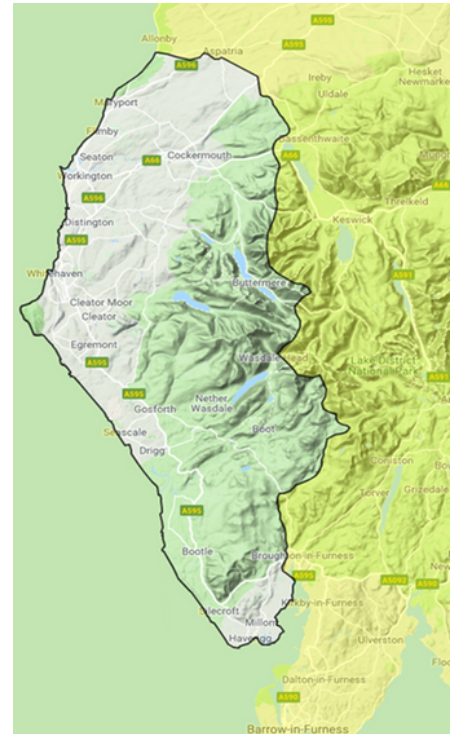 Allonby
Aspatria
A595
A596
Ireby
Hesket
Newmarket
Uldale
Maryport
Flimby
Bassenthwaite
Seaton
A66
Cockermouth
A66
Workington
Threlkeld
A66
A596
Keswick
Distington
A595
A591
Whitehaven
Buttermere
Cleator Moor
Cleator
Egremont
Wasdale Head
Lake District
National Park
A595
A591
A595
Nether
Wasdale
Gosforth
Seascale
Boot
Drigg
Coniston
Torver
Grizedale
A595
Bootle
Broughton-in-Furness
A595
A5092
A590
Silecroft
Kirkby-in-Furness
Millom
Haverigg
Ulverston
Dalton-in-Furness
A590
Barrow-in-Furness